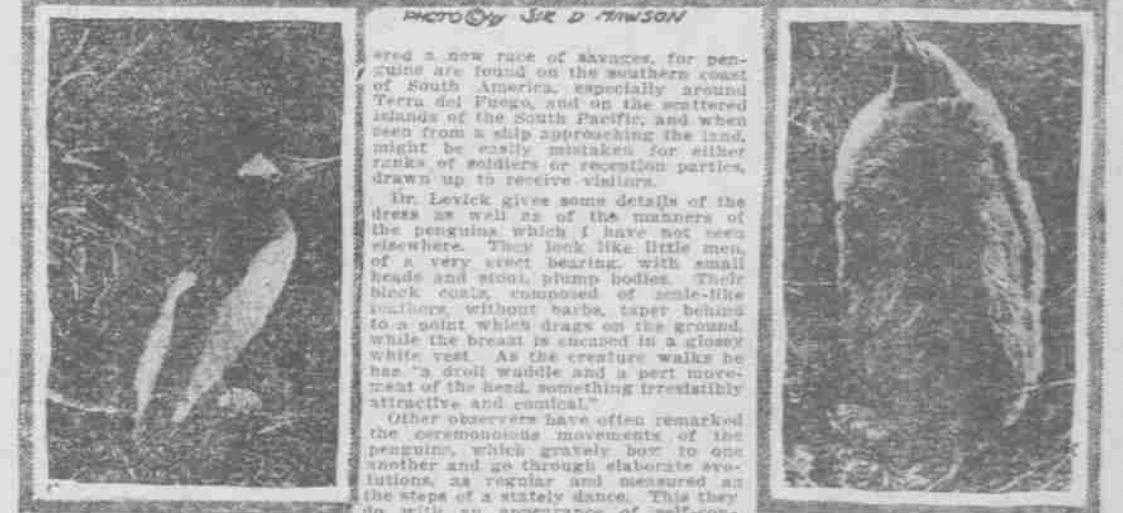 PHOTO © by SIR D MAWSON
ered a new race of savages, for pen-
guins are found on the southern coast
of South America, especially around
Terra del Fuego, and on the scattered
islands of the South Pacific, and when
seen from a ship approaching the land,
might be easily mistaken for either
ranks of soldiers or reception parties,
drawn up to receive visitors.
Dr. Levick gives some details of the
dress as well as of the manners of
the penguins which I have not seen
elsewhere. They look like little men,
of a very erect bearing, with small
heads and stout, plump bodies. Their
black coats, composed of scale-like
feathers, without barbs, taper behind
to a point which drags on the ground,
while the breast is encased in a glossy
white vest. As the creature walks he
has "a droll waddle and a pert move-
ment of the head, something irresistibly
attractive and comical."
Other observers have often remarked
the ceremonoious movements of the
penguins, which gravely bow to one
another and go through elaborate evo-
lutions, as regular and measured as
the steps of a stately dance. This they
do with an appearance of self-con-